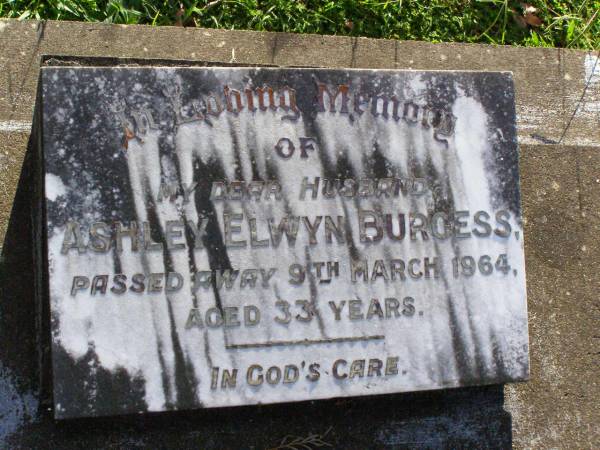 In Loving Memory
OF
MY DEAR HUSBAND,
ASHLEY ELWYN BURGESS,
PASSED AWAY 9TH MARCH 1964,
AGED 33 YEARS.
IN GOD'S CARE.